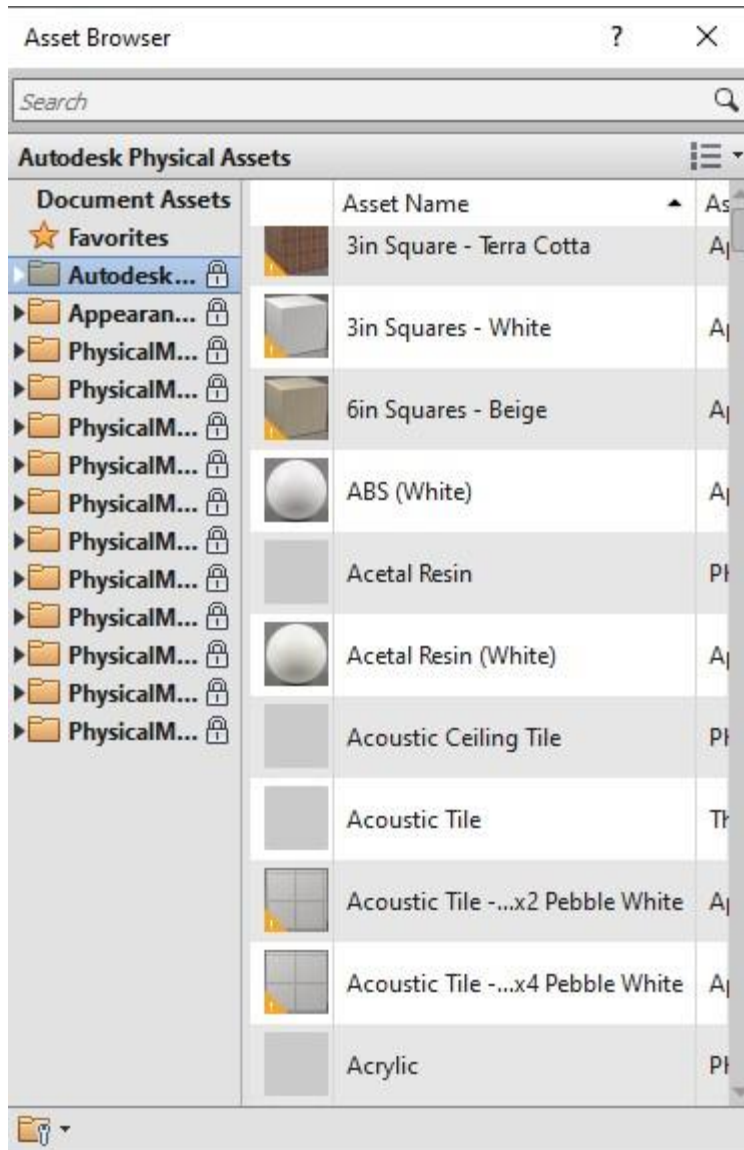 Asset Browser
?
Search
Autodesk Physical Assets
Document Assets
Favorites
Autodesk...
Appearan...
PhysicalM...
PhysicalM...
PhysicalM...
PhysicalM...
PhysicalM...
PhysicalM...
PhysicalM...
PhysicalM...
PhysicalM...
PhysicalM...
PhysicalM...
Asset Name
3in Square - Terra Cotta
3in Squares - White
6in Squares - Beige
ABS (White)
Acetal Resin
Acetal Resin (White)
Acoustic Ceiling Tile
Acoustic Tile
Acoustic Tile -...x2 Pebble White
Acoustic Tile -...x4 Pebble White
Acrylic